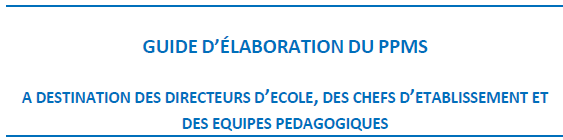 GUIDE D’ÉLABORATION DU PPMS
A DESTINATION DES DIRECTEURS D’ECOLE, DES CHEFS D’ETABLISSEMENT ET
DES EQUIPES PEDAGOGIQUES